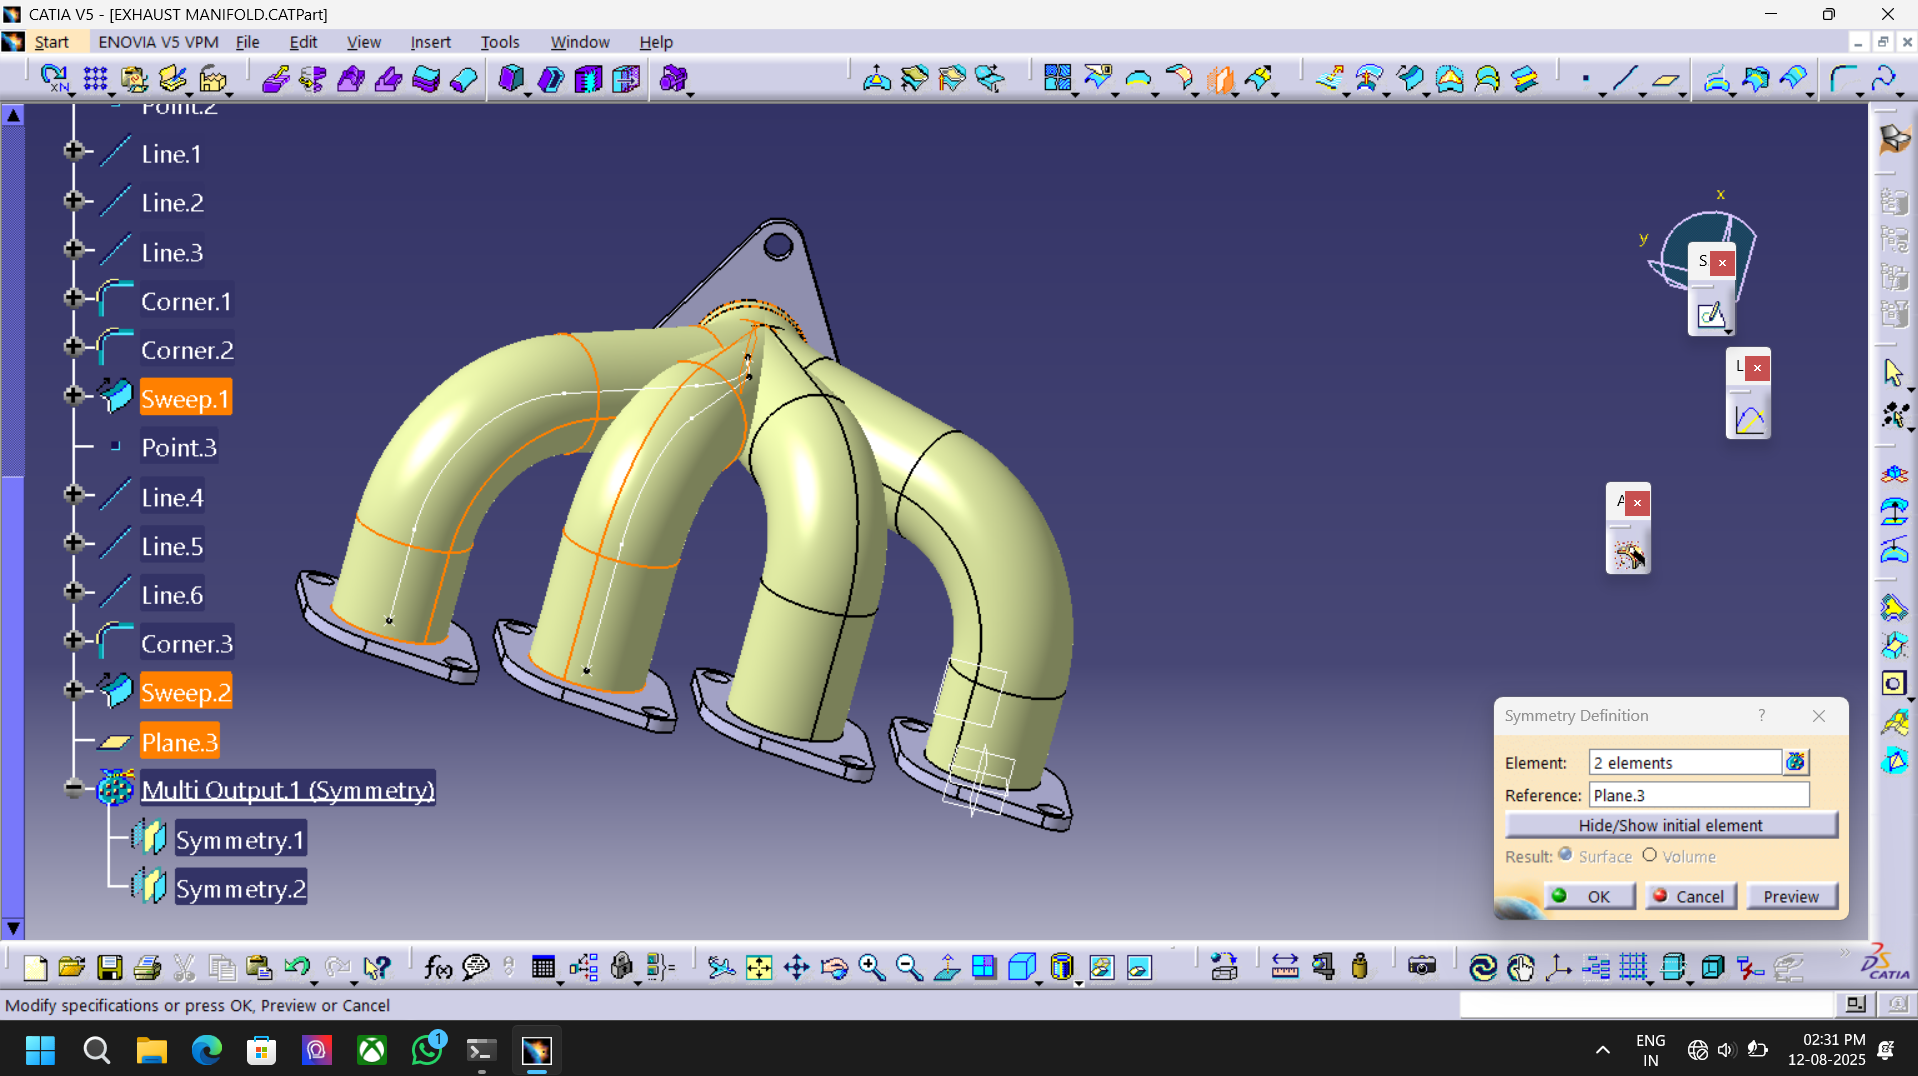 CATIA V5 - [EXHAUST MANIFOLD.CATPart]
Start ENOVIA V5 VPM File Edit View Insert Tools Window Help
Point.2
Line.1
Line.2
Line.3
Corner.1
Corner.2
Sweep.1
Point.3
Line.4
Line.5
Line.6
Corner.3
Sweep.2
Plane.3
Multi Output.1 (Symmetry)
Symmetry.1
Symmetry.2
x
y
S
L
A
Symmetry Definition ?
Element: 2 elements
Reference: Plane.3
Hide/Show initial element
Result: Surface Volume
OK Cancel Preview
f(x)
CATIA
Modify specifications or press OK, Preview or Cancel
1
ENG
IN
02:31 PM
12-08-2025